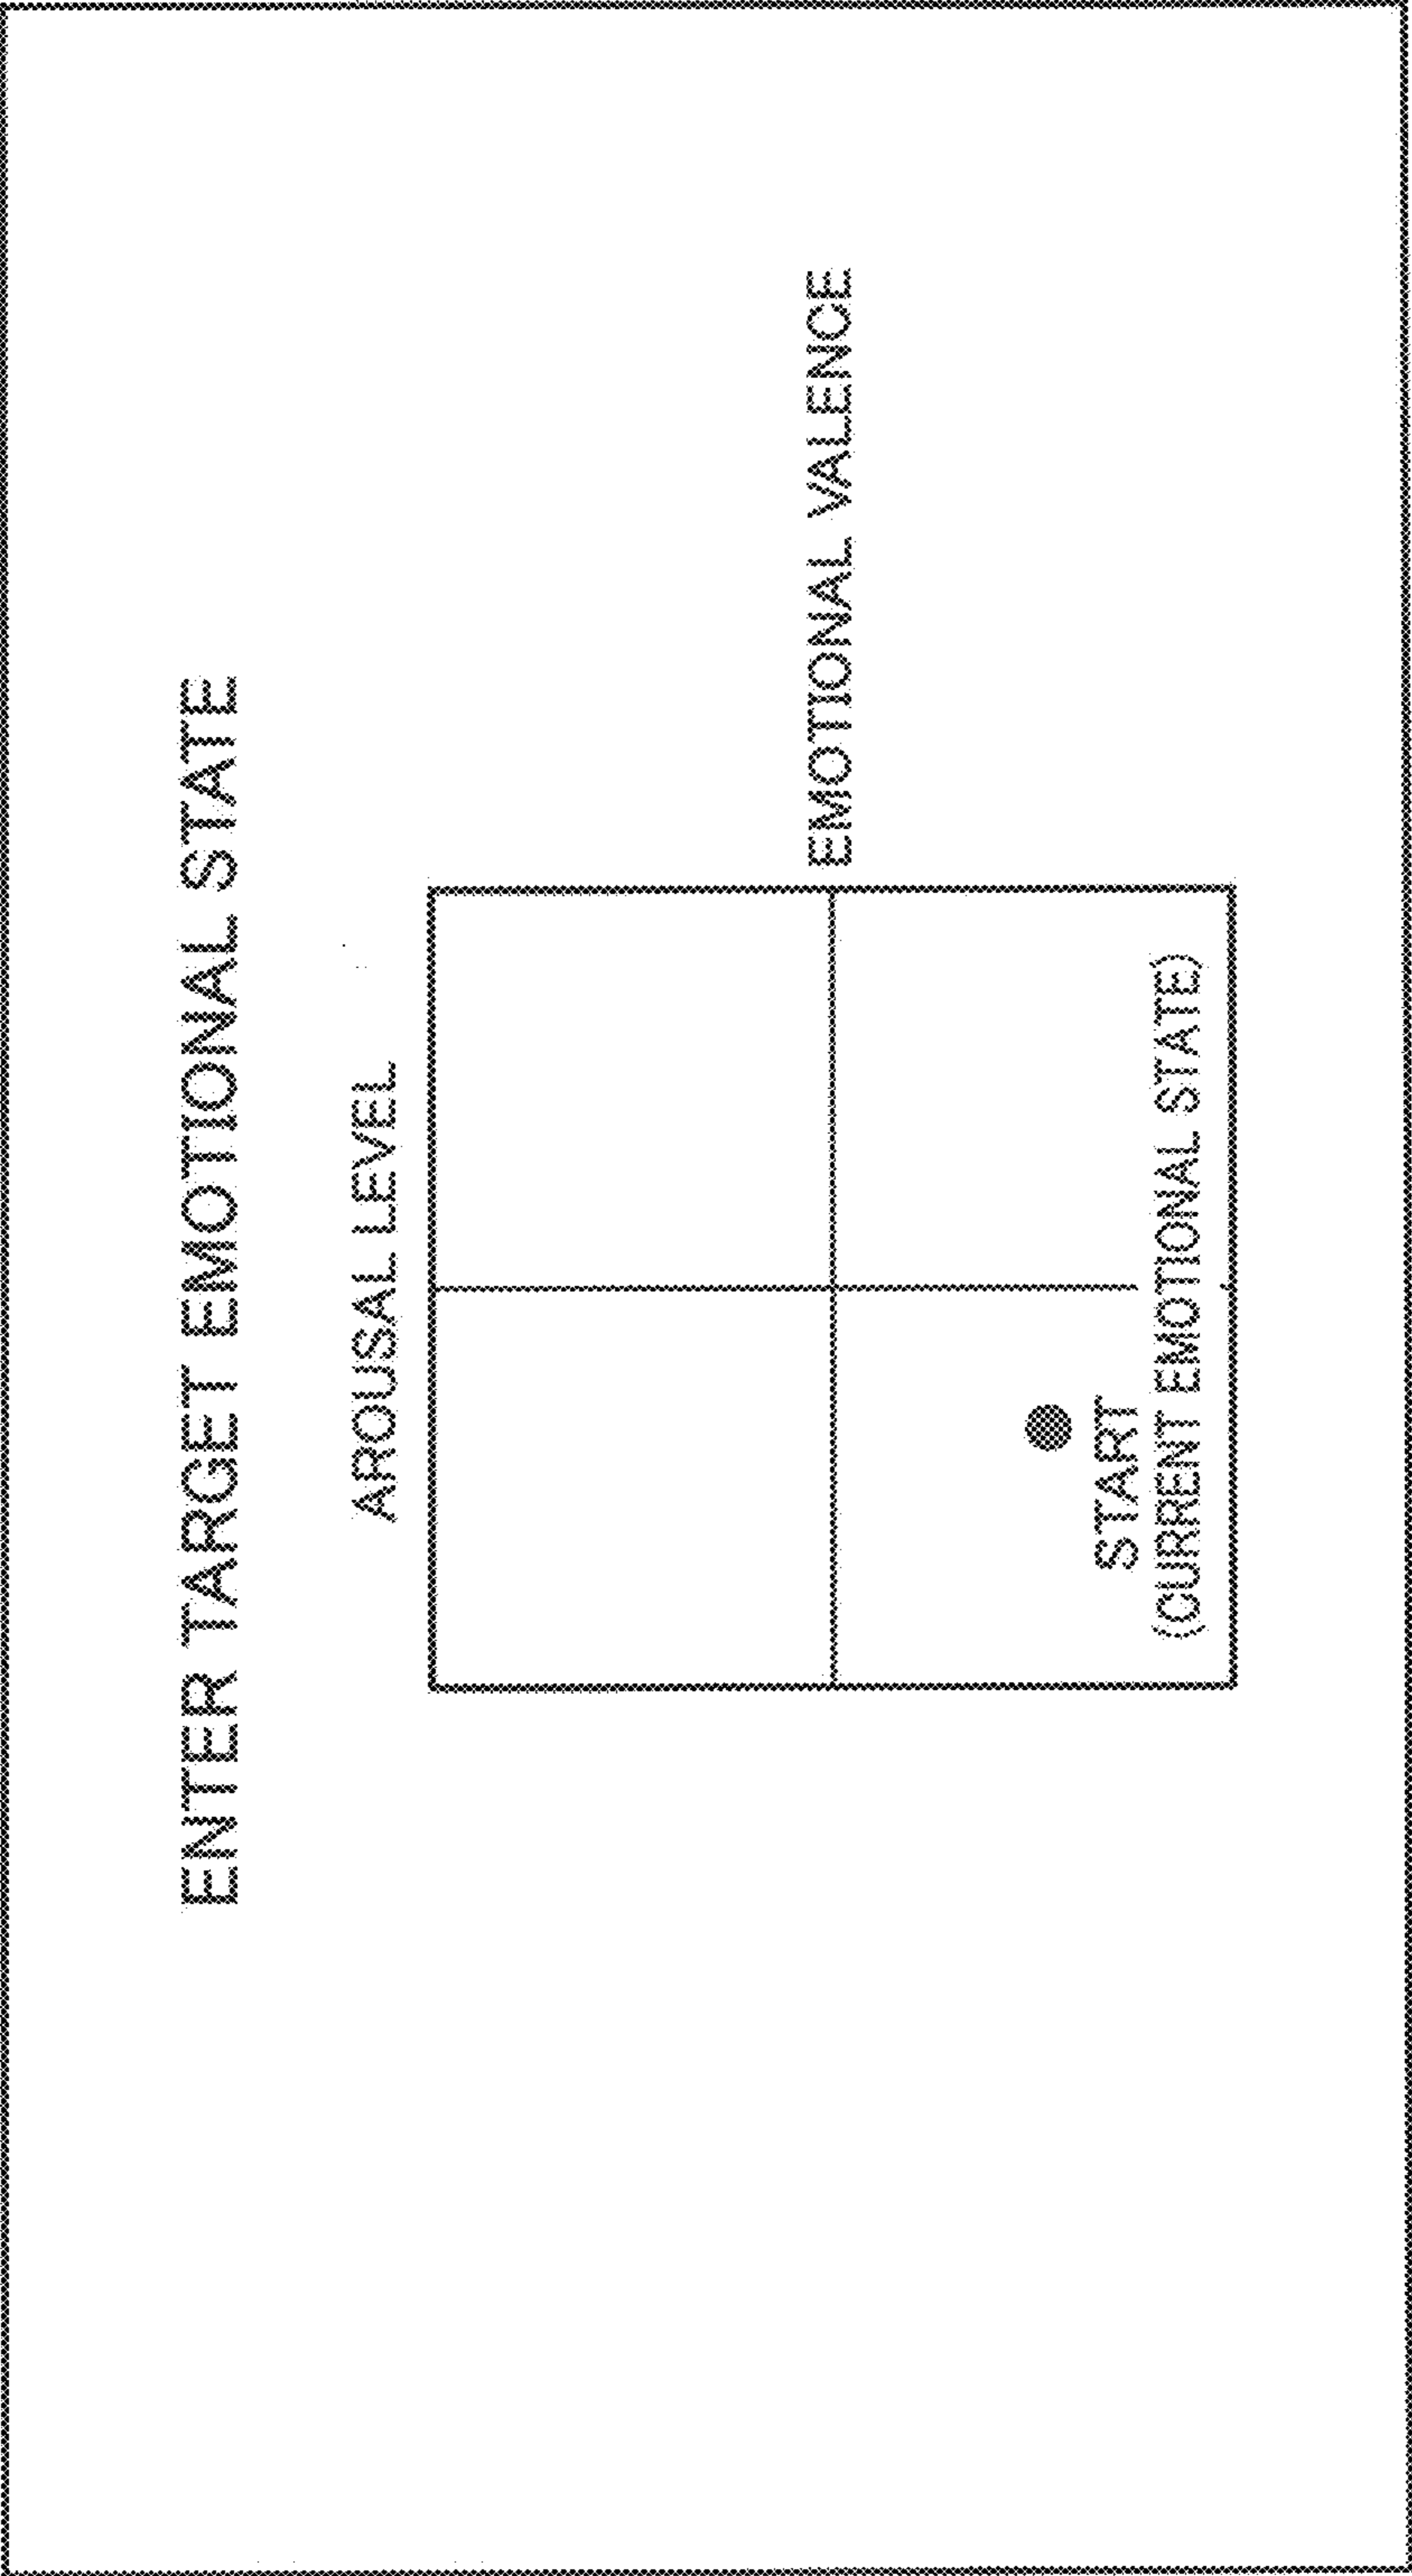 ENTER TARGET EMOTIONAL STATE
AROUSAL LEVEL
EMOTIONAL VALENCE
START
(CURRENT EMOTIONAL STATE)